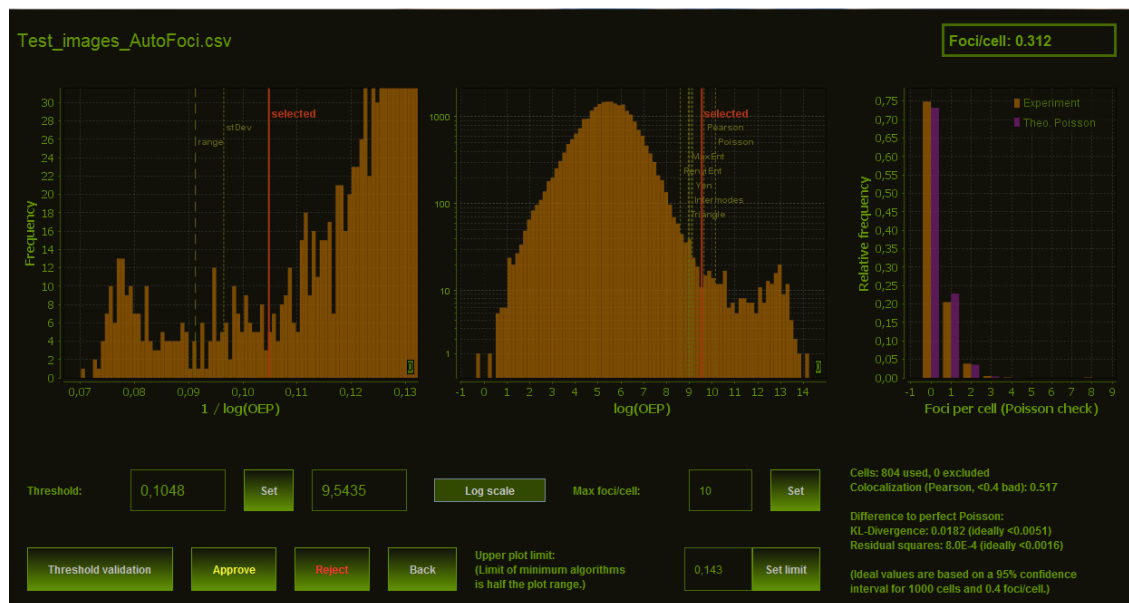 Test_images_AutoFoci.csv
Foci/cell: 0.312
Frequency
30
28
26
24
22
20
18
16
14
12
10
8
6
4
2
0
selected
stDev
range
0,07
0,08
0,09
0,10
0,11
0,12
0,13
1 / log(OEP)
1000
100
10
1
selected
Pearson
Poisson
MaxEnt
RenyiEnt
Yen
Intermodes
Triangle
-1
0
1
2
3
4
5
6
7
8
9
10
11
12
13
14
log(OEP)
Relative frequency
0,75
0,70
0,65
0,60
0,55
0,50
0,45
0,40
0,35
0,30
0,25
0,20
0,15
0,10
0,05
0,00
Experiment
Theo. Poisson
-1
0
1
2
3
4
5
6
7
8
9
Foci per cell (Poisson check)
Threshold:
0,1048
Set
9,5435
Log scale
Max foci/cell:
10
Set
Cells: 804 used, 0 excluded
Colocalization (Pearson, <0.4 bad): 0.517
Difference to perfect Poisson:
KL-Divergence: 0.0182 (ideally <0.0051)
Residual squares: 8.0E-4 (ideally <0.0016)
(Ideal values are based on a 95% confidence
interval for 1000 cells and 0.4 foci/cell.)
Threshold validation
Approve
Reject
Back
Upper plot limit:
(Limit of minimum algorithms
is half the plot range.)
0,143
Set limit